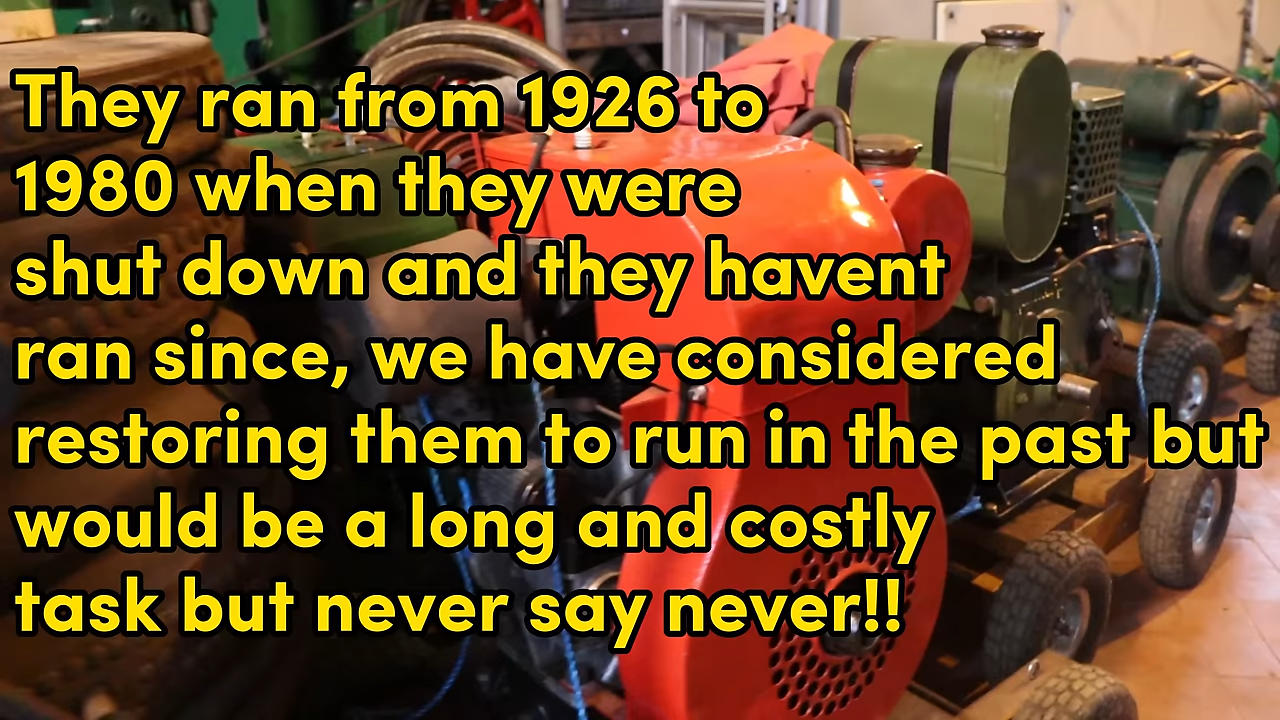 They ran from 1926 to
1980 when they were
shut down and they havent
ran since, we have considered
restoring them to run in the past but
would be a long and costly
task but never say never!!